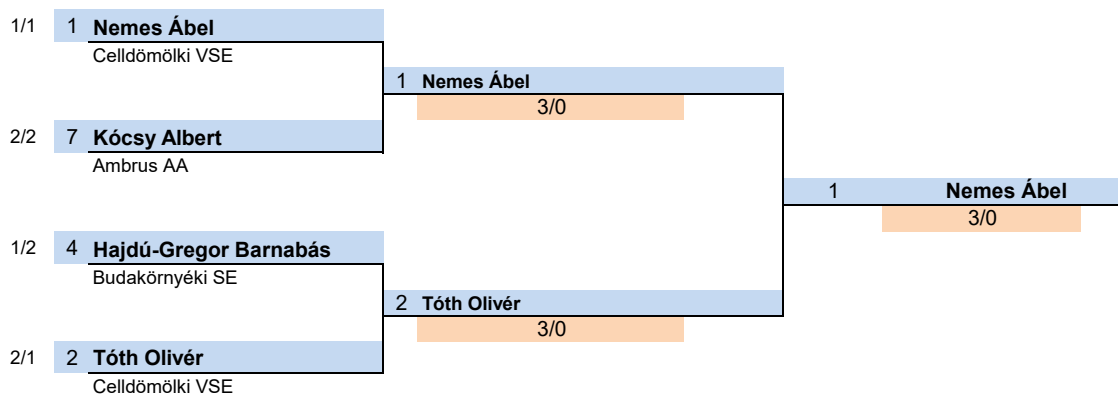 1/1 1 Nemes Ábel
Celldömölki VSE
1 Nemes Ábel
3/0
2/2 7 Kócsy Albert
Ambrus AA
1 Nemes Ábel
3/0
1/2 4 Hajdú-Gregor Barnabás
Budakörnyéki SE
2 Tóth Olivér
3/0
2/1 2 Tóth Olivér
Celldömölki VSE